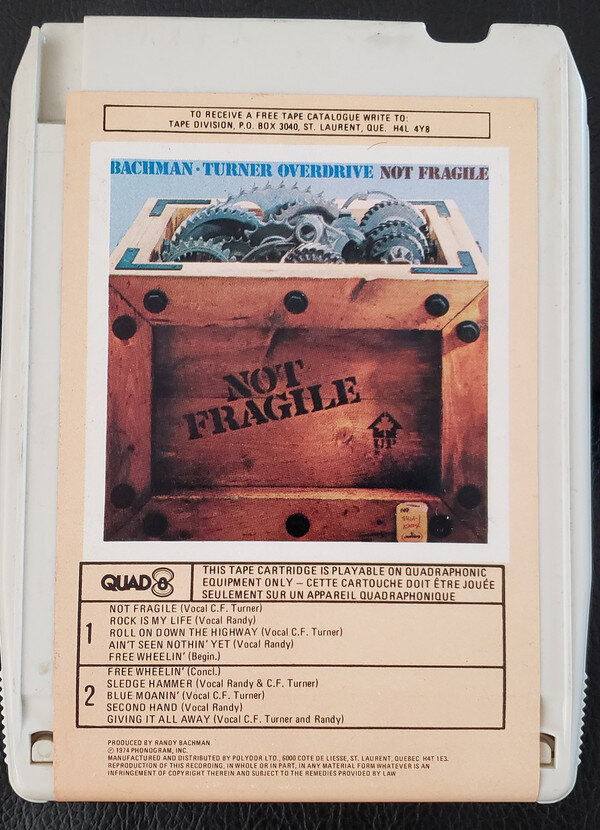 TO RECEIVE A FREE TAPE CATALOGUE WRITE TO:
TAPE DIVISION, P.O. BOX 3040, ST. LAURENT, QUE. H4L 4Y8
BACHMAN·TURNER OVERDRIVE NOT FRAGILE
NOT
FRAGILE
UP
QUAD 8
THIS TAPE CARTRIDGE IS PLAYABLE ON QUADRAPHONIC
EQUIPMENT ONLY – CETTE CARTOUCHE DOIT ÊTRE JOUÉE
SEULEMENT SUR UN APPAREIL QUADRAPHONIQUE
1
NOT FRAGILE (Vocal C.F. Turner)
ROCK IS MY LIFE (Vocal Randy)
ROLL ON DOWN THE HIGHWAY (Vocal C.F. Turner)
AIN'T SEEN NOTHIN' YET (Vocal Randy)
FREE WHEELIN' (Begin.)
2
FREE WHEELIN' (Concl.)
SLEDGE HAMMER (Vocal Randy & C.F. Turner)
BLUE MOANIN' (Vocal C.F. Turner)
SECOND HAND (Vocal Randy)
GIVING IT ALL AWAY (Vocal C.F. Turner and Randy)
PRODUCED BY RANDY BACHMAN
℗ 1974 PHONOGRAM, INC.
MANUFACTURED AND DISTRIBUTED BY POLYDOR LTD., 6000 COTE DE LIESSE, ST. LAURENT, QUEBEC H4T 1E3.
REPRODUCTION OF THIS RECORDING, IN WHOLE OR IN PART, IN ANY MATERIAL FORM WHATEVER IS AN
INFRINGEMENT OF COPYRIGHT THEREIN AND SUBJECT TO THE REMEDIES PROVIDED BY LAW